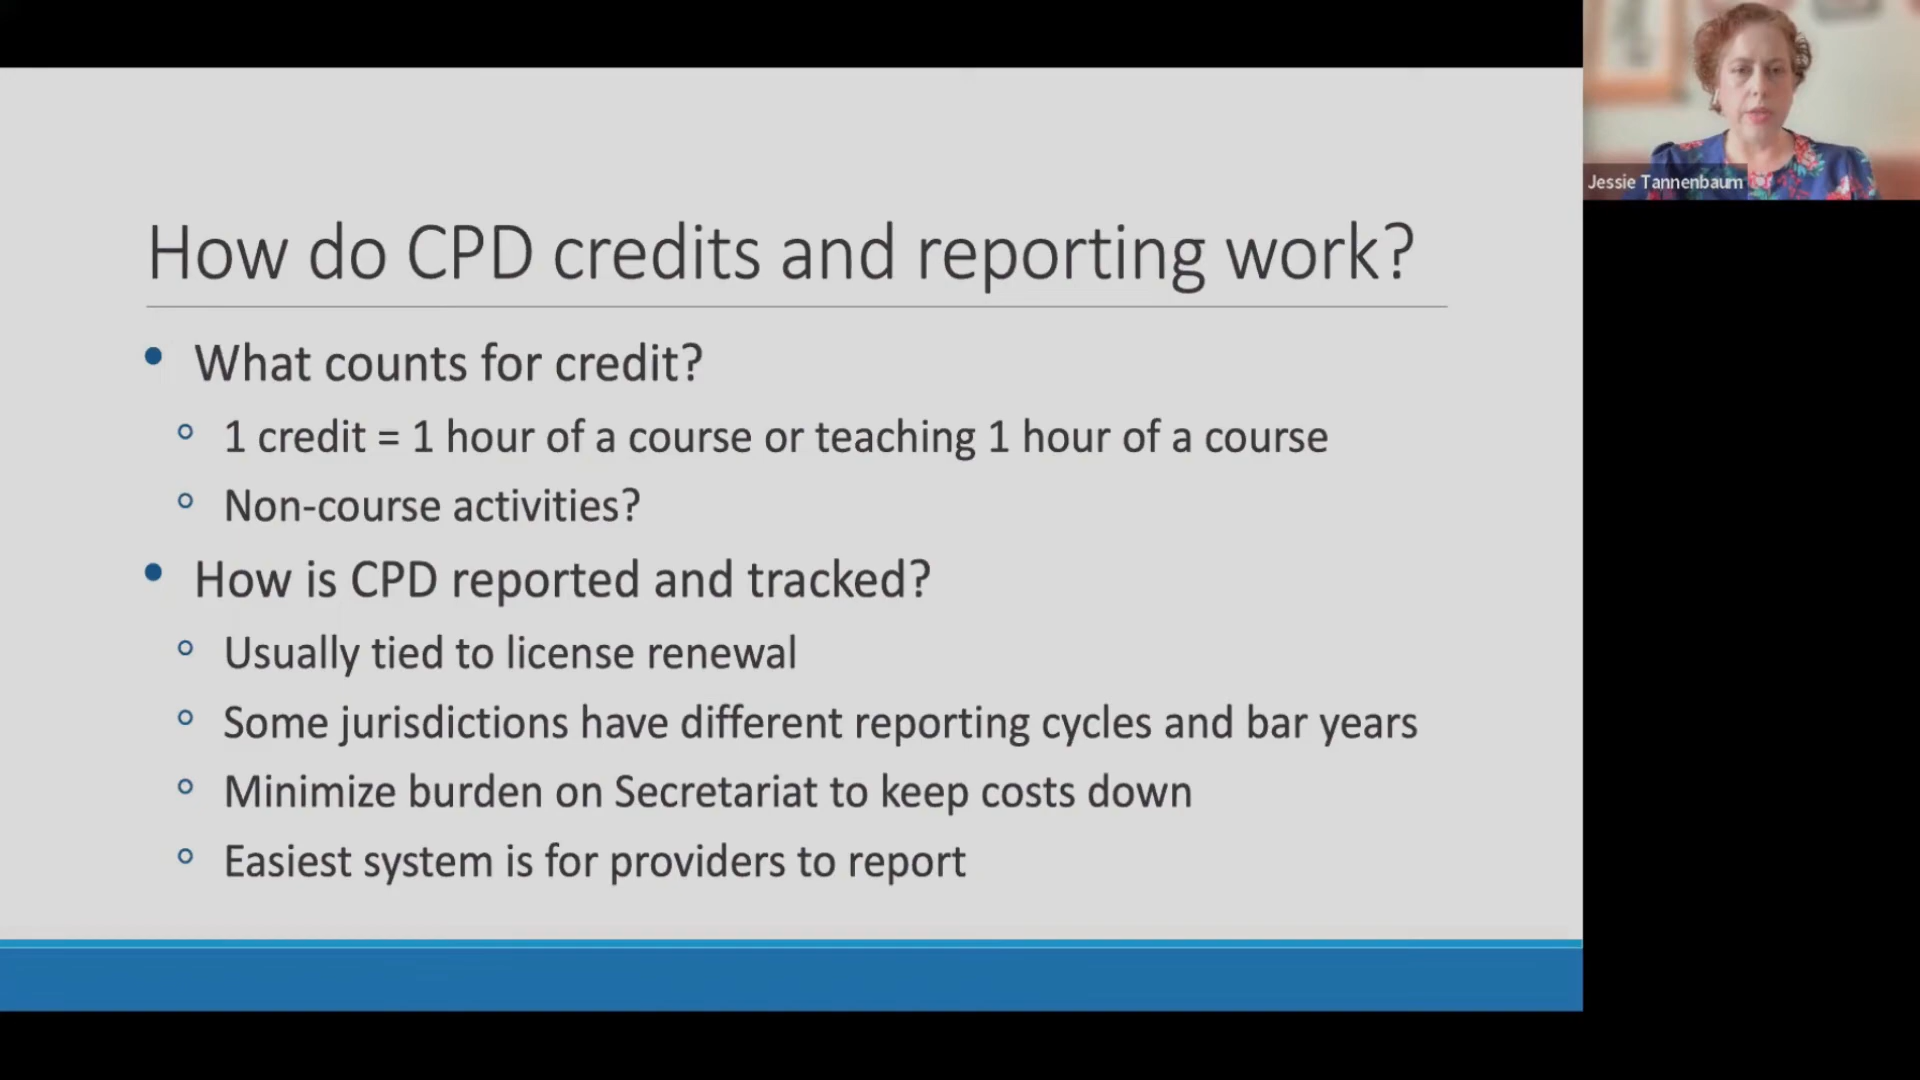 How do CPD credits and reporting work?
What counts for credit?
1 credit = 1 hour of a course or teaching 1 hour of a course
Non-course activities?
How is CPD reported and tracked?
Usually tied to license renewal
Some jurisdictions have different reporting cycles and bar years
Minimize burden on Secretariat to keep costs down
Easiest system is for providers to report
Jessie Tannenbaum